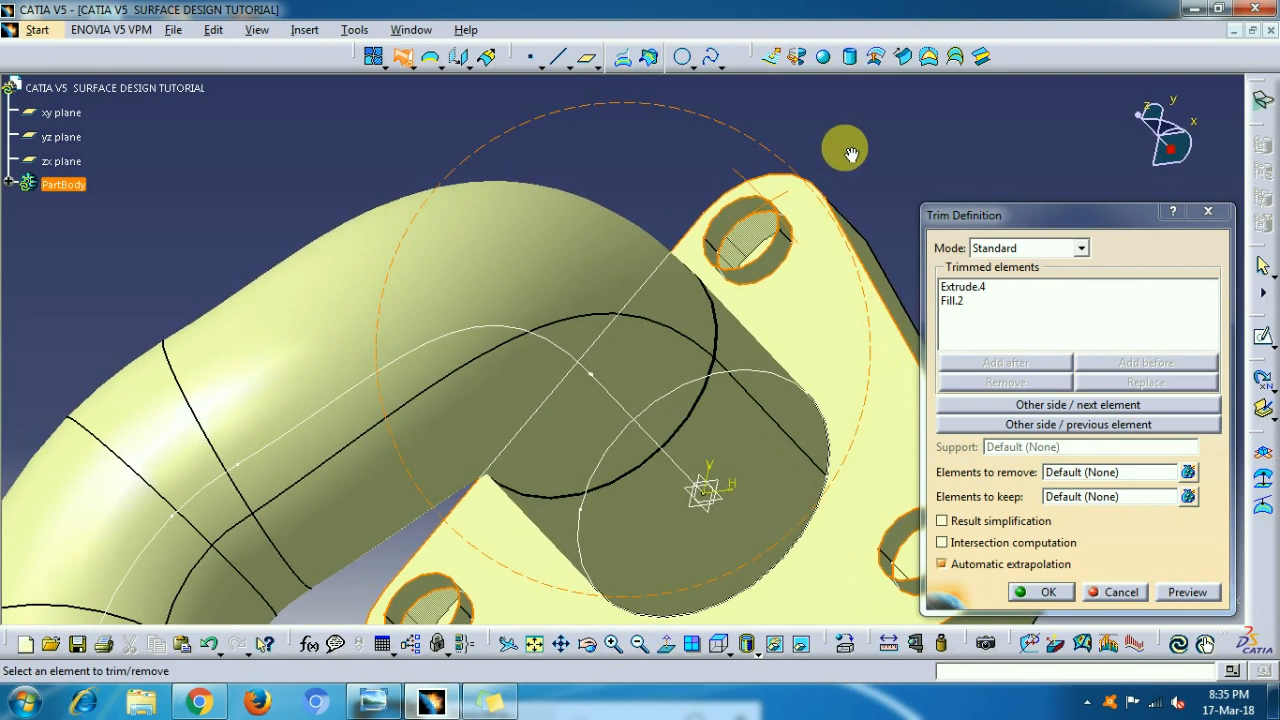 CATIA V5 - [CATIA V5 SURFACE DESIGN TUTORIAL]
Start ENOVIA V5 VPM File Edit View Insert Tools Window Help
CATIA V5 SURFACE DESIGN TUTORIAL
xy plane
yz plane
zx plane
PartBody
z y x
Trim Definition ?
Mode: Standard
Trimmed elements
Extrude.4
Fill.2
Add after Add before
Remove Replace
Other side / next element
Other side / previous element
Support: Default (None)
Elements to remove: Default (None)
Elements to keep: Default (None)
Result simplification
Intersection computation
Automatic extrapolation
OK Cancel Preview
V
H
f(x)
CATIA
Select an element to trim/remove
8:35 PM
17-Mar-18